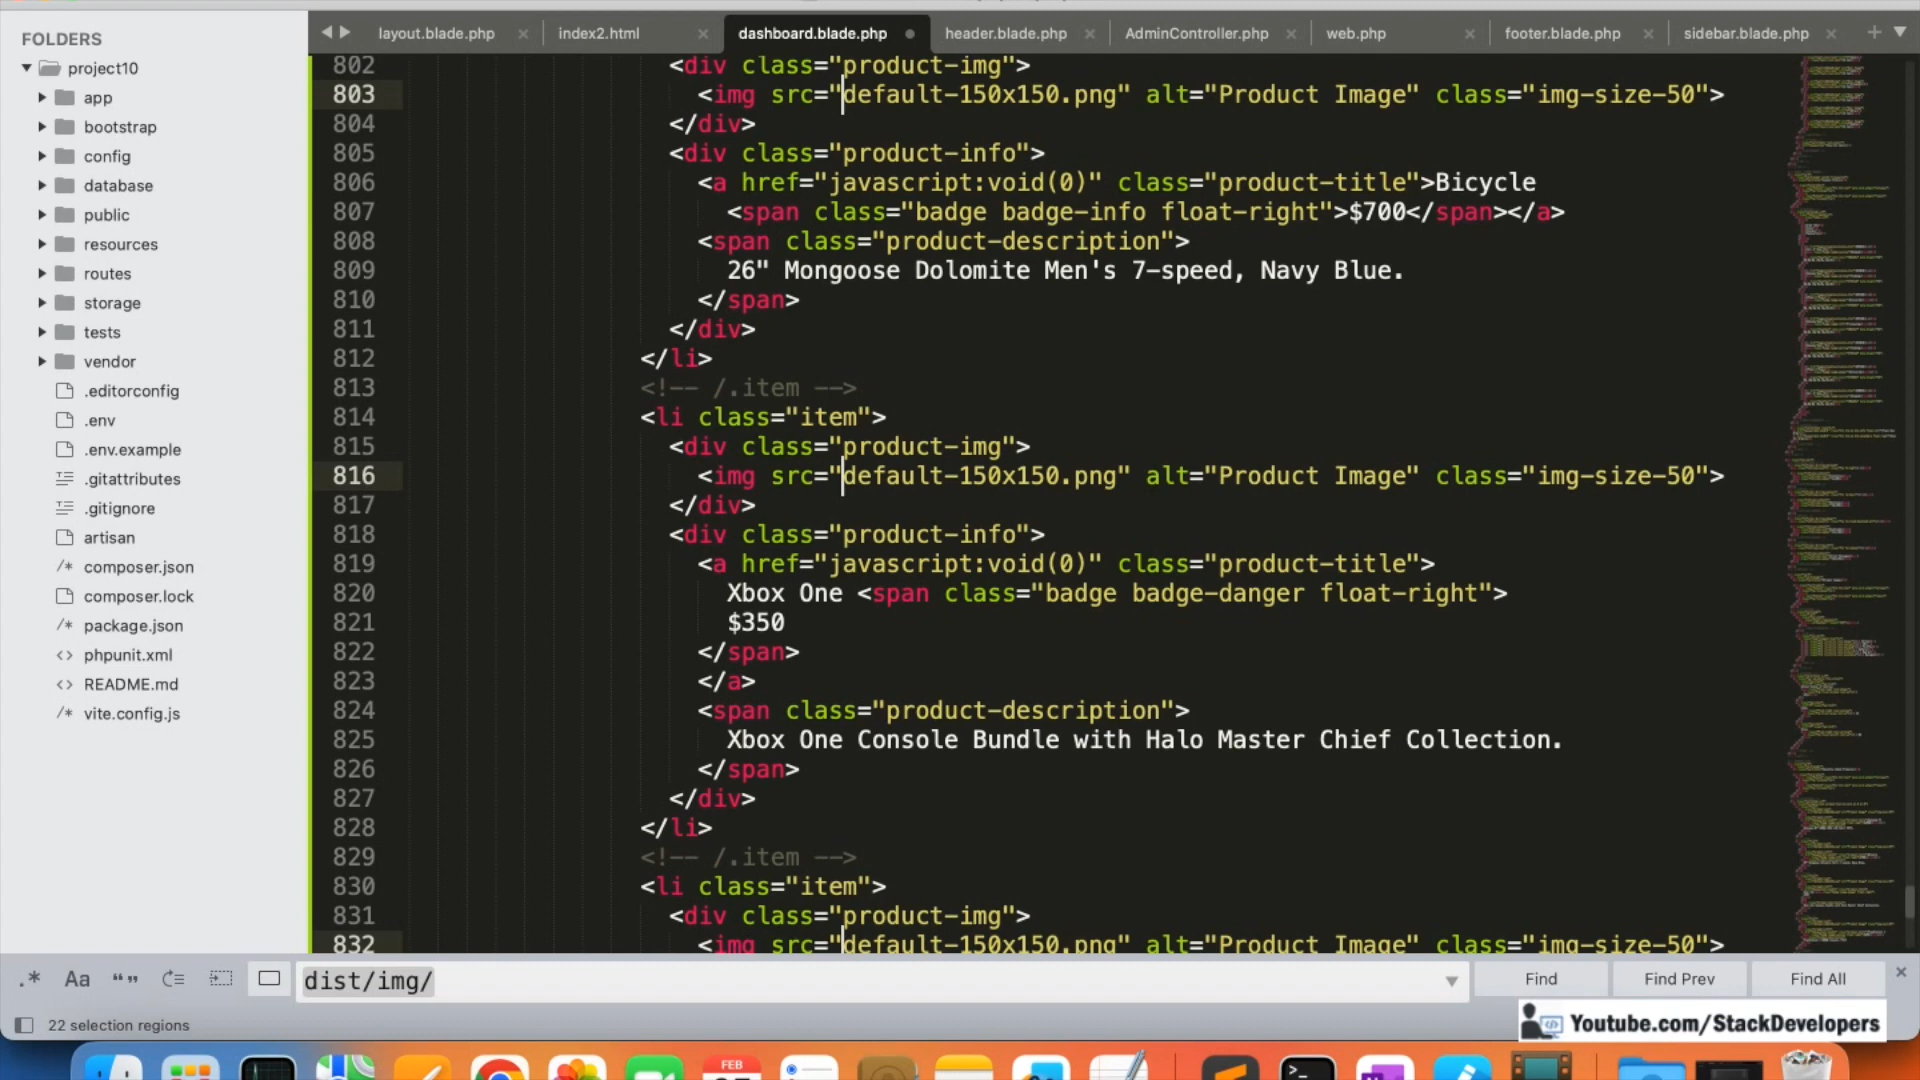 FOLDERS
project10
app
bootstrap
config
database
public
resources
routes
storage
tests
vendor
.editorconfig
.env
.env.example
.gitattributes
.gitignore
artisan
/* composer.json
composer.lock
/* package.json
<> phpunit.xml
<> README.md
/* vite.config.js
layout.blade.php
index2.html
dashboard.blade.php
header.blade.php
AdminController.php
web.php
footer.blade.php
sidebar.blade.php
802 <div class="product-img">
803 <img src="default-150x150.png" alt="Product Image" class="img-size-50">
804 </div>
805 <div class="product-info">
806 <a href="javascript:void(0)" class="product-title">Bicycle
807 <span class="badge badge-info float-right">$700</span></a>
808 <span class="product-description">
809 26" Mongoose Dolomite Men's 7-speed, Navy Blue.
810 </span>
811 </div>
812 </li>
813 <!-- /.item -->
814 <li class="item">
815 <div class="product-img">
816 <img src="default-150x150.png" alt="Product Image" class="img-size-50">
817 </div>
818 <div class="product-info">
819 <a href="javascript:void(0)" class="product-title">
820 Xbox One <span class="badge badge-danger float-right">
821 $350
822 </span>
823 </a>
824 <span class="product-description">
825 Xbox One Console Bundle with Halo Master Chief Collection.
826 </span>
827 </div>
828 </li>
829 <!-- /.item -->
830 <li class="item">
831 <div class="product-img">
832 <img src="default-150x150.png" alt="Product Image" class="img-size-50">
.* Aa “” dist/img/ Find Find Prev Find All
22 selection regions
Youtube.com/StackDevelopers
FEB